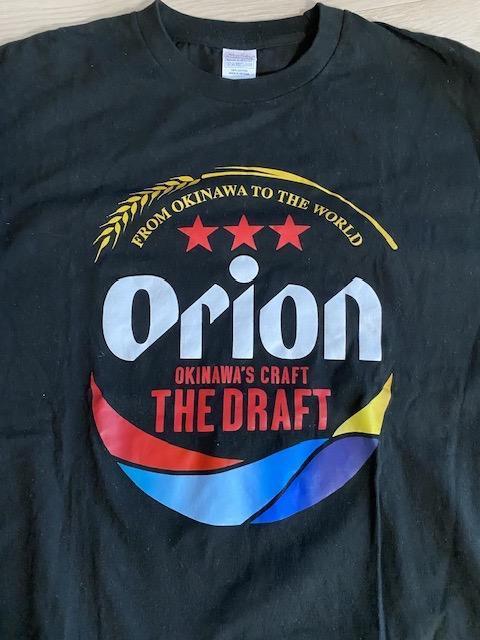 FROM OKINAWA TO THE WORLD
Orion
OKINAWA'S CRAFT
THE DRAFT